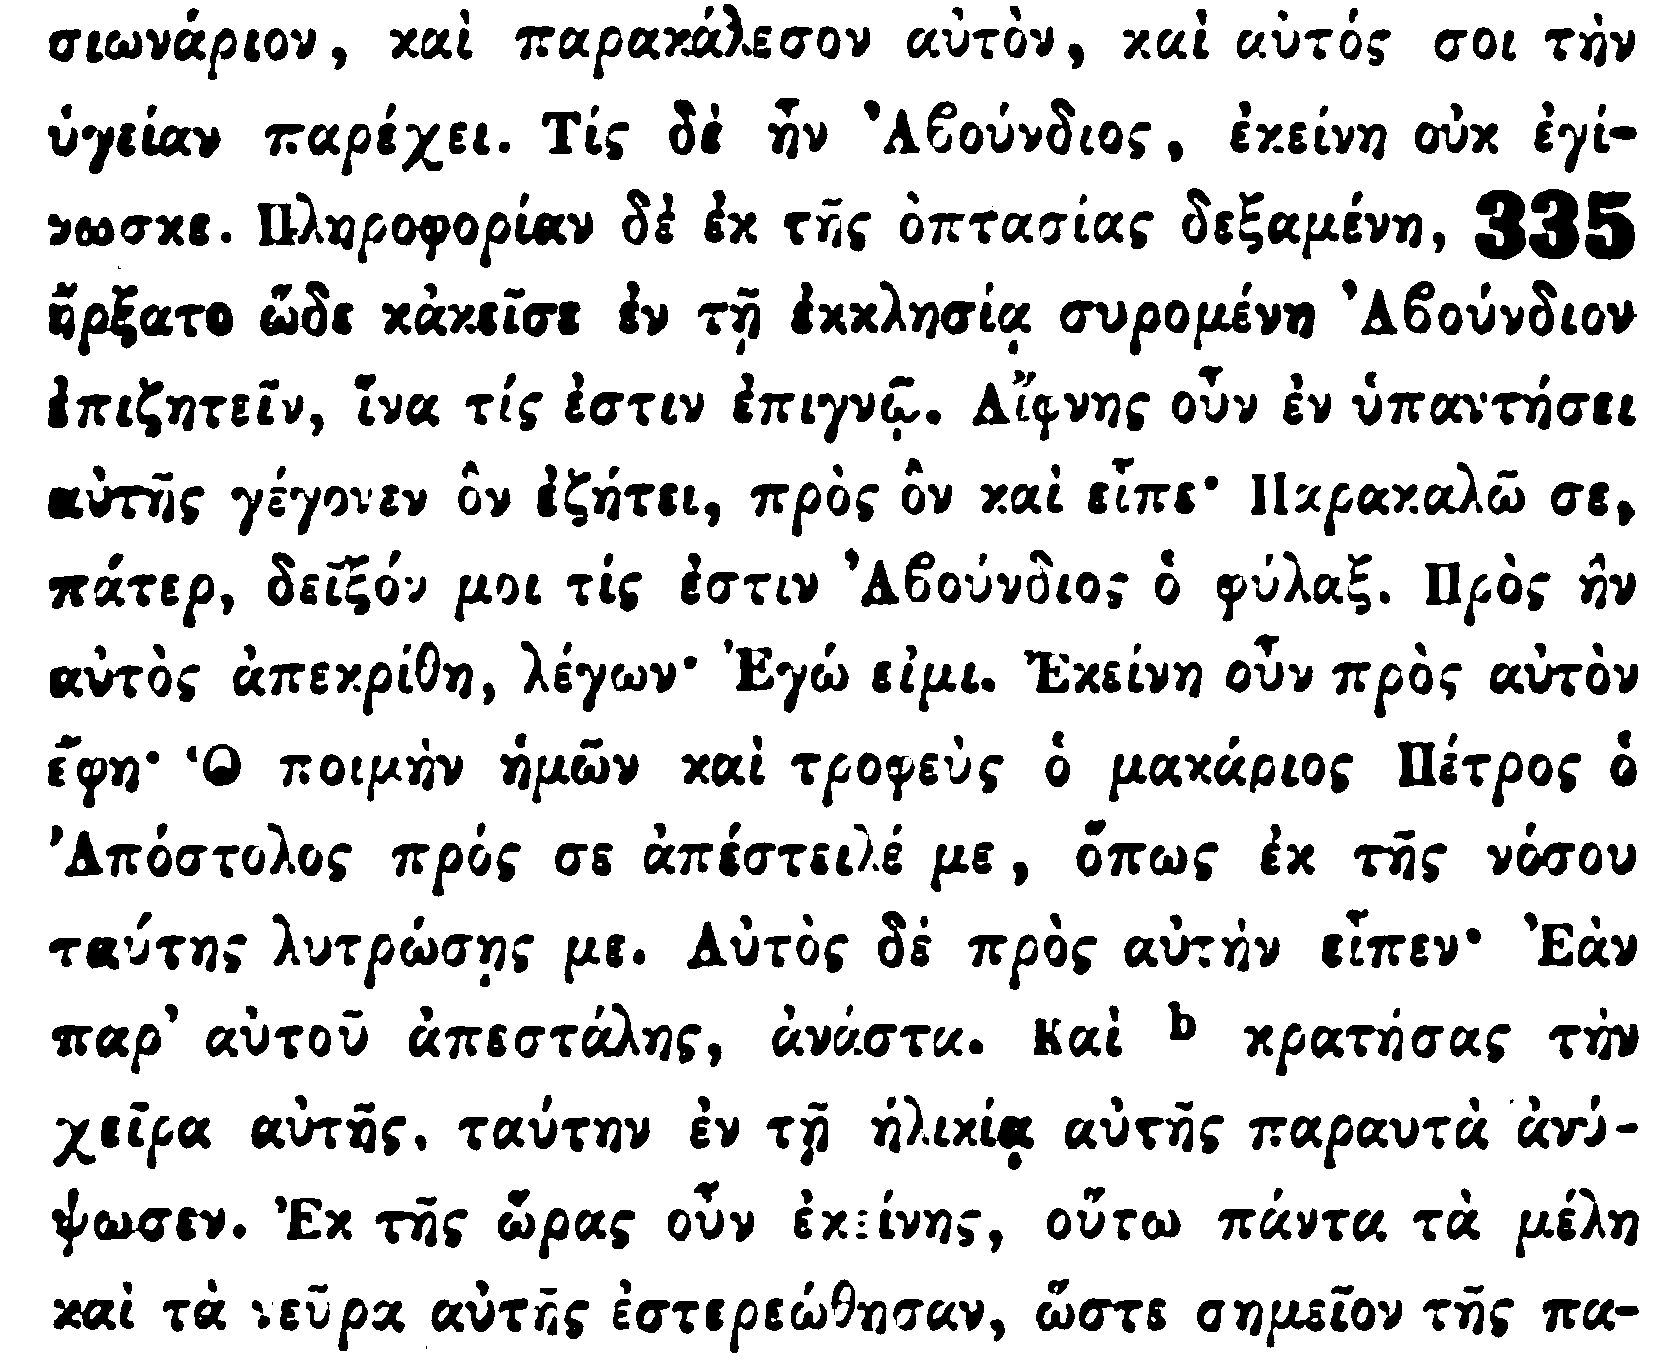 σιωνάριον, καὶ παρακάλεσον αὐτὸν, καὶ αὐτός σοι τὴν
ὑγείαν παρέχει. Τίς δὲ ἦν Ἀβούνδιος, ἐκείνη οὐκ ἐγί-
νωσκε. Πληροφορίαν δὲ ἐκ τῆς ὀπτασίας δεξαμένη, 335
ἤρξατο ὧδε κἀκεῖσε ἐν τῇ ἐκκλησίᾳ συρομένη Ἀβούνδιον
ἐπιζητεῖν, ἵνα τίς ἐστιν ἐπιγνῷ. Αἴφνης οὖν ἐν ὑπαντήσει
αὐτῆς γέγονεν ὃν ἐζήτει, πρὸς ὃν καὶ εἶπε· Παρακαλῶ σε,
πάτερ, δεῖξόν μοι τίς ἐστιν Ἀβούνδιος ὁ φύλαξ. Πρὸς ἣν
αὐτὸς ἀπεκρίθη, λέγων· Ἐγώ εἰμι. Ἐκείνη οὖν πρὸς αὐτὸν
ἔφη· Ὁ ποιμὴν ἡμῶν καὶ τροφεὺς ὁ μακάριος Πέτρος ὁ
Ἀπόστολος πρός σε ἀπέστειλέ με, ὅπως ἐκ τῆς νόσου
ταύτης λυτρώσῃς με. Αὐτὸς δὲ πρὸς αὐτὴν εἶπεν· Ἐὰν
παρ' αὐτοῦ ἀπεστάλης, ἀνάστα. Καὶ b κρατήσας τὴν
χεῖρα αὐτῆς, ταύτην ἐν τῇ ἡλικίᾳ αὐτῆς παραυτὰ ἀνύ-
ψωσεν. Ἐκ τῆς ὥρας οὖν ἐκείνης, οὕτω πάντα τὰ μέλη
καὶ τὰ νεῦρα αὐτῆς ἐστερεώθησαν, ὥστε σημεῖον τῆς πα-